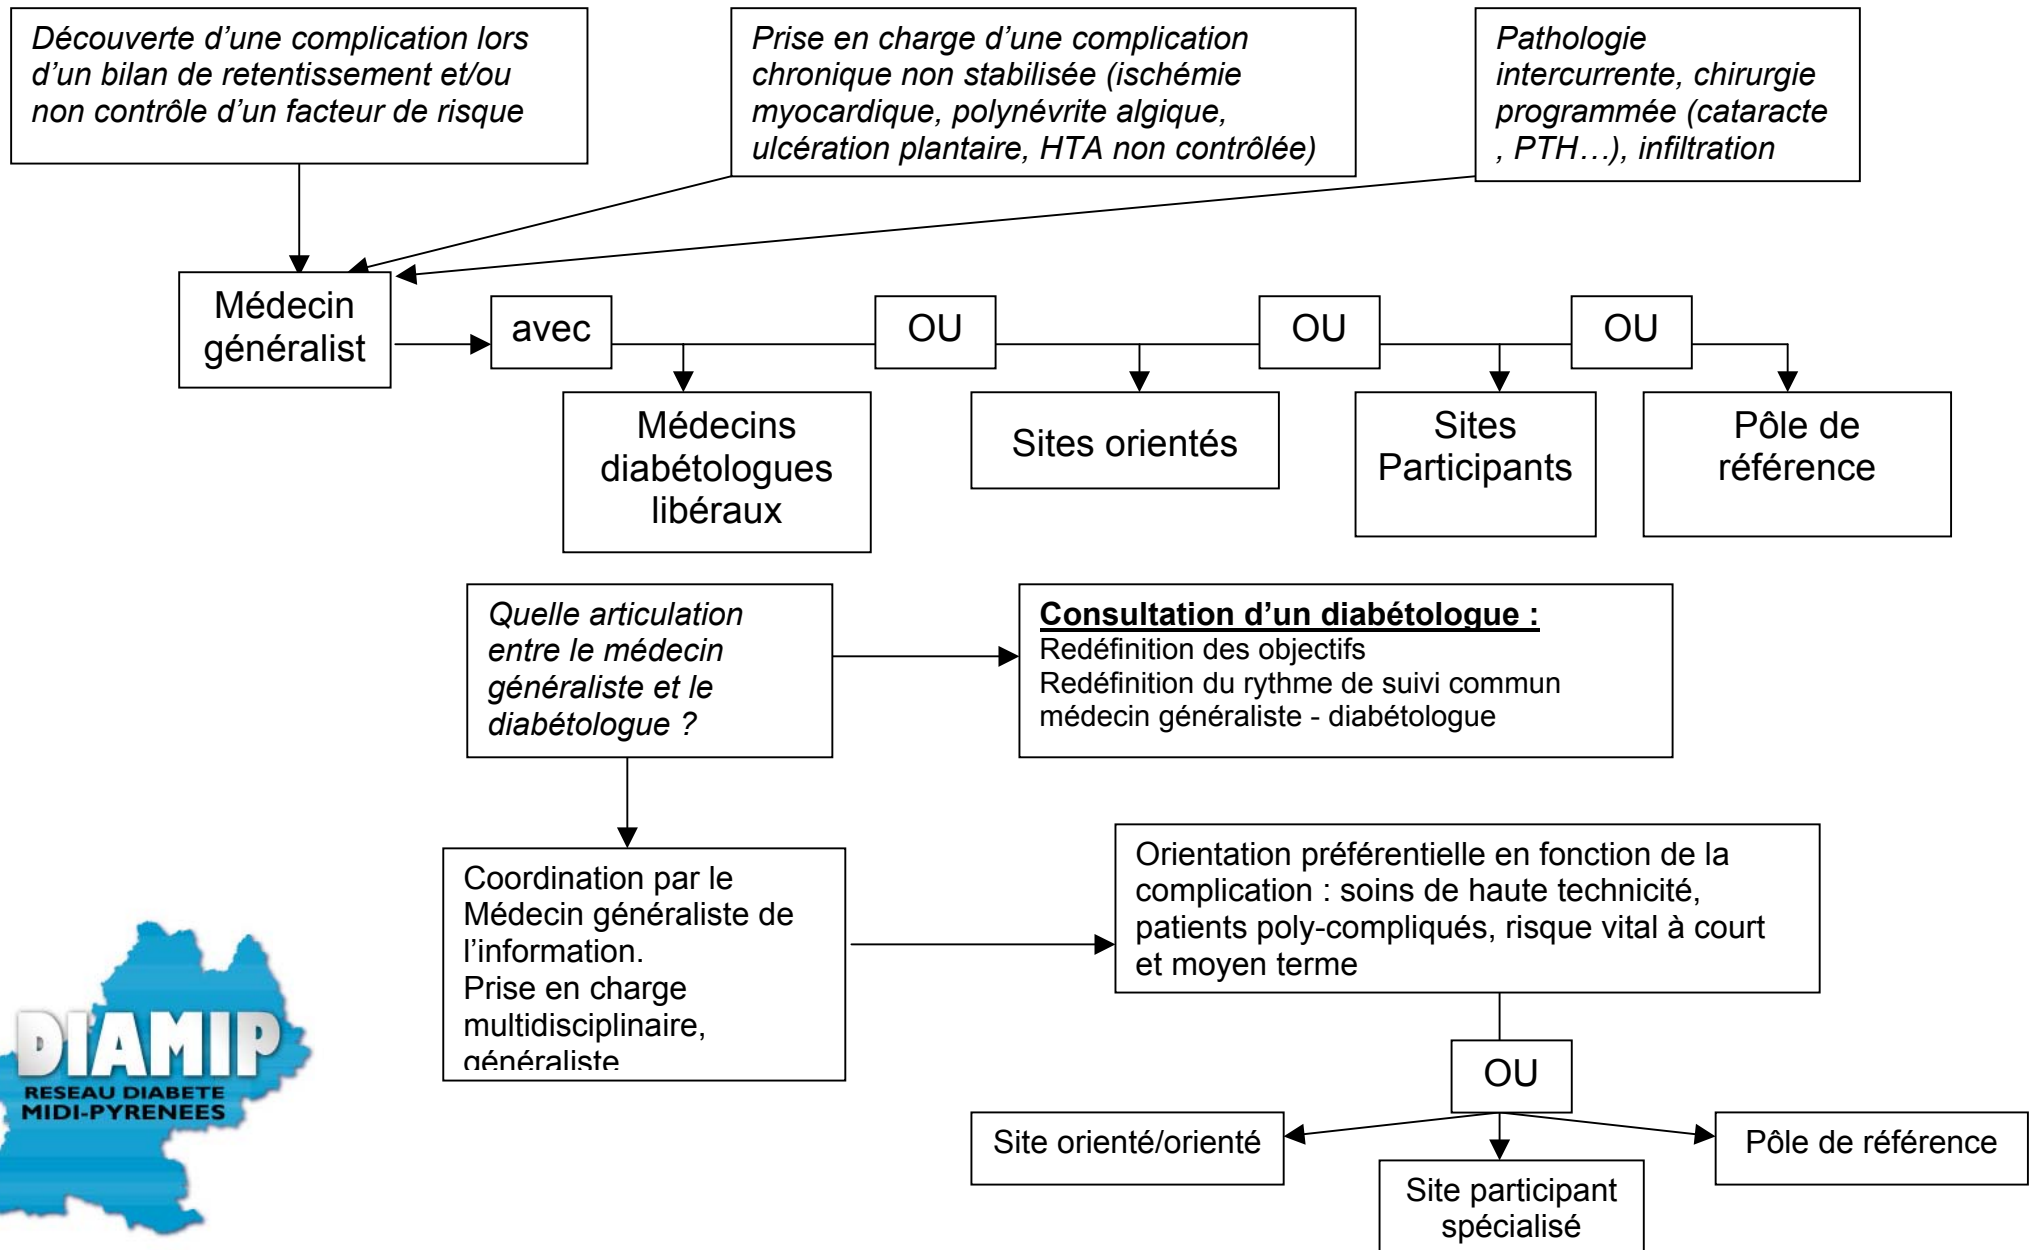 Découverte d’une complication lors
d’un bilan de retentissement et/ou
non contrôle d’un facteur de risque
Prise en charge d’une complication
chronique non stabilisée (ischémie
myocardique, polynévrite algique,
ulcération plantaire, HTA non contrôlée)
Pathologie
intercurrente, chirurgie
programmée (cataracte
, PTH…), infiltration
Médecin
généralist
avec
OU
OU
OU
Médecins
diabétologues
libéraux
Sites orientés
Sites
Participants
Pôle de
référence
Quelle articulation
entre le médecin
généraliste et le
diabétologue ?
Consultation d’un diabétologue :
Redéfinition des objectifs
Redéfinition du rythme de suivi commun
médecin généraliste - diabétologue
Coordination par le
Médecin généraliste de
l’information.
Prise en charge
multidisciplinaire,
généraliste
Orientation préférentielle en fonction de la
complication : soins de haute technicité,
patients poly-compliqués, risque vital à court
et moyen terme
OU
Site orienté/orienté
Site participant
spécialisé
Pôle de référence
DIAMIP
RESEAU DIABETE
MIDI-PYRENEES